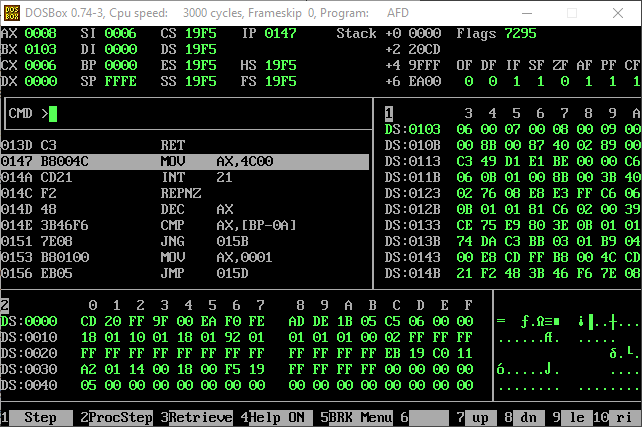 DOSBox 0.74-3, Cpu speed: 3000 cycles, Frameskip 0, Program: AFD
AX 0008 SI 0006 CS 19F5 IP 0147 Stack +0 0000 Flags 7295
BX 0103 DI 0000 DS 19F5 +2 20CD
CX 0006 BP 0000 ES 19F5 HS 19F5 +4 9FFF OF DF IF SF ZF AF PF CF
DX 0000 SP FFFE SS 19F5 FS 19F5 +6 EA00 0 0 1 1 0 1 1 1
CMD >
1 3 4 5 6 7 8 9 A
DS:0103 06 00 07 00 08 00 09 00
DS:010B 00 8B 00 87 40 02 89 00
DS:0113 C3 49 D1 E1 BE 00 00 C6
DS:011B 06 0B 01 00 8B 00 3B 40
DS:0123 02 76 08 E8 E3 FF C6 06
DS:012B 0B 01 01 81 C6 02 00 39
DS:0133 CE 75 E9 80 3E 0B 01 01
DS:013B 74 DA C3 BB 03 01 B9 04
DS:0143 00 E8 CD FF B8 00 4C CD
DS:014B 21 F2 48 3B 46 F6 7E 08
013D C3 RET
0147 B8004C MOV AX,4C00
014A CD21 INT 21
014C F2 REPNZ
014D 48 DEC AX
014E 3B46F6 CMP AX,[BP-0A]
0151 7E08 JNG 015B
0153 B80100 MOV AX,0001
0156 EB05 JMP 015D
2 0 1 2 3 4 5 6 7 8 9 A B C D E F
DS:0000 CD 20 FF 9F 00 EA F0 FE AD DE 1B 05 C5 06 00 00
DS:0010 18 01 10 01 18 01 92 01 01 01 01 00 02 FF FF FF
DS:0020 FF FF FF FF FF FF FF FF FF FF FF FF EB 19 C0 11
DS:0030 A2 01 14 00 18 00 F5 19 FF FF FF FF 00 00 00 00
DS:0040 05 00 00 00 00 00 00 00 00 00 00 00 00 00 00 00
1 Step 2 ProcStep 3 Retrieve 4 Help ON 5 BRK Menu 6 7 up 8 dn 9 le 10 ri